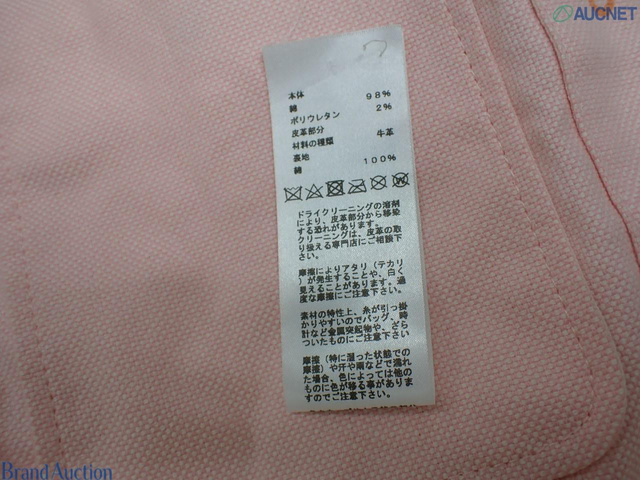 AUCNET
本体
綿 98%
ポリウレタン 2%
皮革部分
材料の種類 牛革
裏地
綿 100%
ドライクリーニングの溶剤
により、皮革部分から移染
する恐れがあります。
クリーニングは、皮革の取
り扱える専門店にご相談下
さい。
摩擦によりアタリ(テカリ
)が発生することや、白く
見えることがあります。過
度な摩擦にご注意下さい。
素材の特性上、糸が引っ掛
かりやすいのでバッグ、時
計など金属突起物や、ざら
ついたものにご注意下さい。
摩擦(特に湿った状態での
摩擦)や汗や雨などで濡れ
た場合、色によっては他の
ものに色が移る事がありま
すのでご注意下さい。
Brand Auction